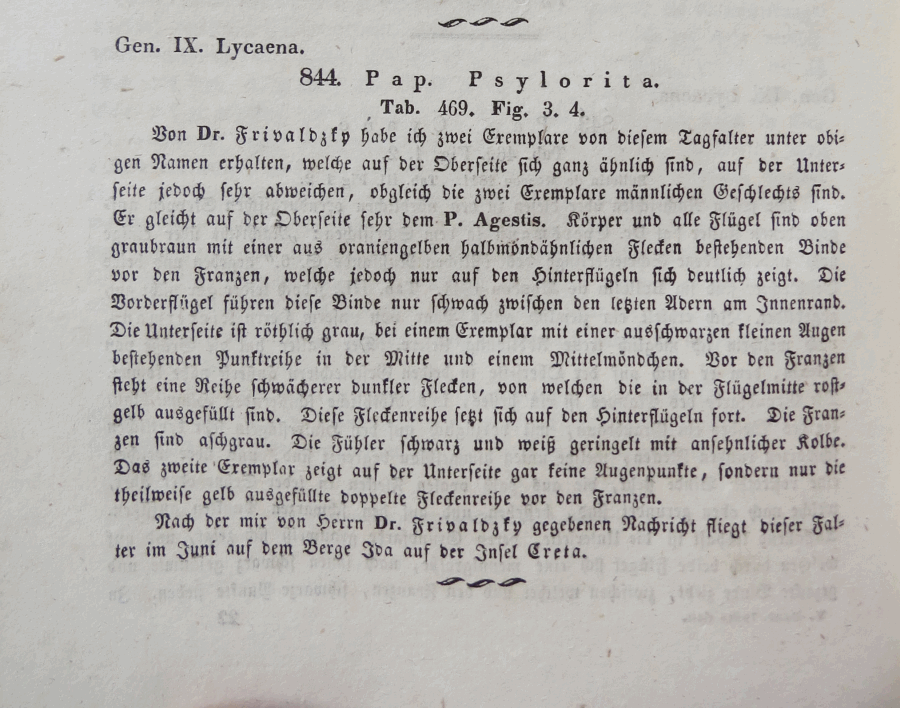 Gen. IX. Lycaena.
844. Pap. Psylorita.
Tab. 469. Fig. 3. 4.
Von Dr. Frivaldzky habe ich zwei Exemplare von diesem Tagfalter unter obi-
gen Namen erhalten, welche auf der Oberseite sich ganz ähnlich sind, auf der Unter-
seite jedoch sehr abweichen, obgleich die zwei Exemplare männlichen Geschlechts sind.
Er gleicht auf der Oberseite sehr dem P. Agestis. Körper und alle Flügel sind oben
graubraun mit einer aus oraniengelben halbmondähnlichen Flecken bestehenden Binde
vor den Franzen, welche jedoch nur auf den Hinterflügeln sich deutlich zeigt. Die
Vorderflügel führen diese Binde nur schwach zwischen den letzten Adern am Innenrand.
Die Unterseite ist röthlich grau, bei einem Exemplar mit einer aus schwarzen kleinen Augen
bestehenden Punktreihe in der Mitte und einem Mittelmöndchen. Vor den Franzen
steht eine Reihe schwächerer dunkler Flecken, von welchen die in der Flügelmitte rost-
gelb ausgefüllt sind. Diese Fleckenreihe setzt sich auf den Hinterflügeln fort. Die Fran-
zen sind aschgrau. Die Fühler schwarz und weiß geringelt mit ansehnlicher Kolbe.
Das zweite Exemplar zeigt auf der Unterseite gar keine Augenpunkte, sondern nur die
theilweise gelb ausgefüllte doppelte Fleckenreihe vor den Franzen.
Nach der mir von Herrn Dr. Frivaldzky gegebenen Nachricht fliegt dieser Fal-
ter im Juni auf dem Berge Ida auf der Insel Creta.